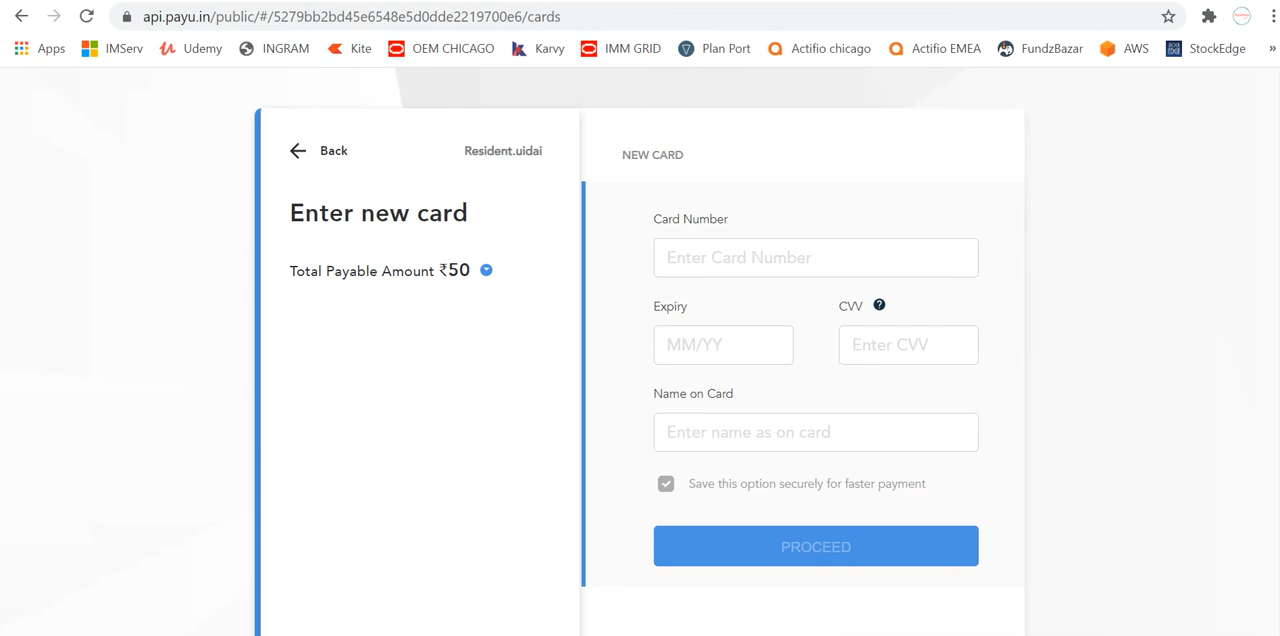 api.payu.in/public/#/5279bb2bd45e6548e5d0dde2219700e6/cards
Apps IMServ Udemy INGRAM Kite OEM CHICAGO Karvy IMM GRID Plan Port Actifio chicago Actifio EMEA FundzBazar AWS StockEdge »
Back Resident.uidai
NEW CARD
Enter new card
Total Payable Amount ₹50
Card Number
Enter Card Number
Expiry CVV ?
MM/YY Enter CVV
Name on Card
Enter name as on card
Save this option securely for faster payment
PROCEED